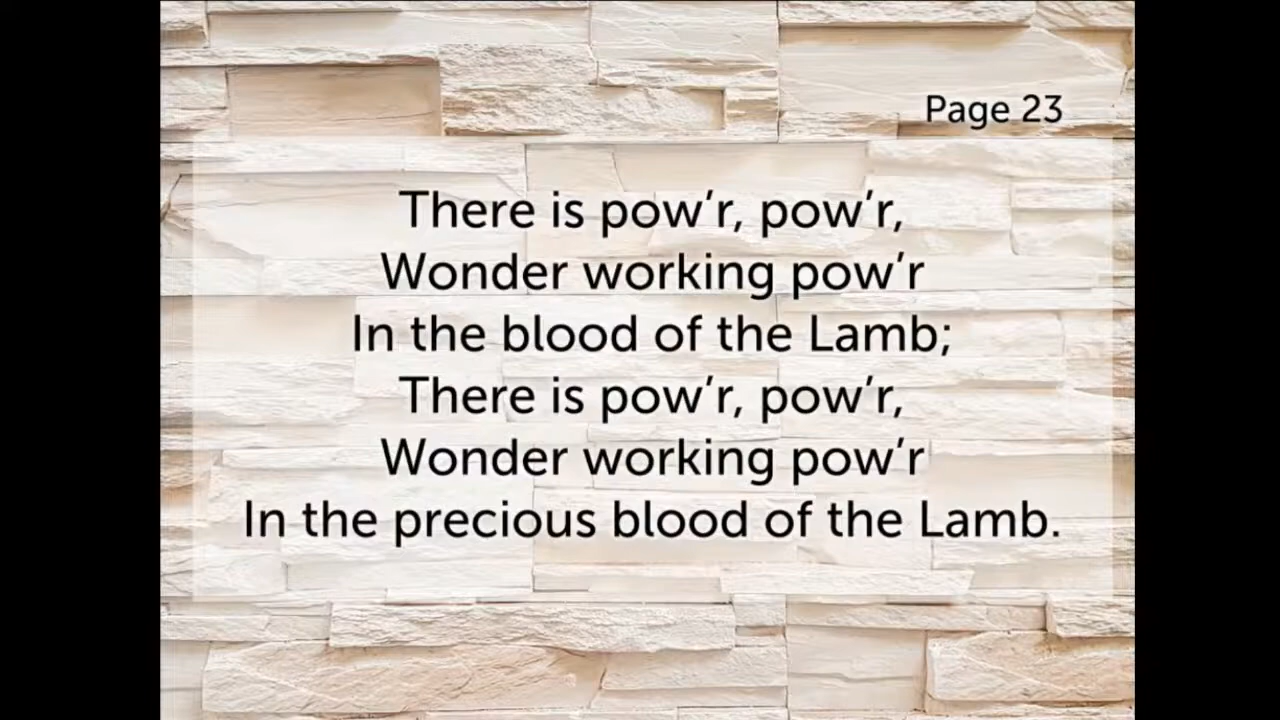 Page 23
There is pow’r, pow’r,
Wonder working pow’r
In the blood of the Lamb;
There is pow’r, pow’r,
Wonder working pow’r
In the precious blood of the Lamb.